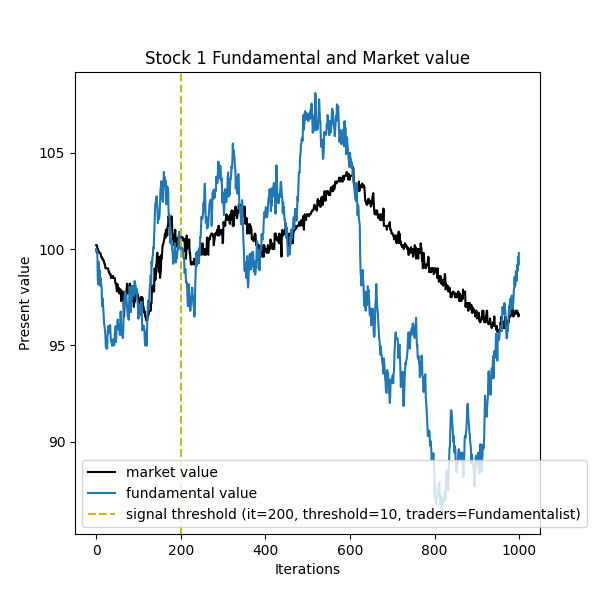 Stock 1 Fundamental and Market value
Present value
105
100
95
90
market value
fundamental value
signal threshold (it=200, threshold=10, traders=Fundamentalist)
0 200 400 600 800 1000
Iterations